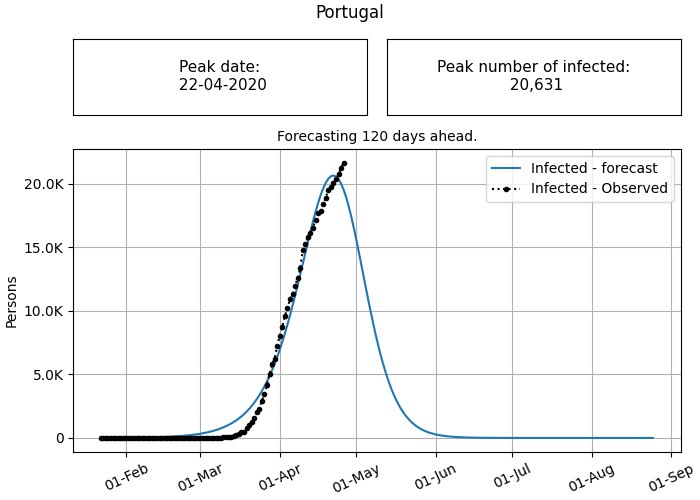 Portugal
Peak date:
22-04-2020
Peak number of infected:
20,631
Forecasting 120 days ahead.
Infected - forecast
Infected - Observed
Persons
20.0K
15.0K
10.0K
5.0K
0
01-Feb
01-Mar
01-Apr
01-May
01-Jun
01-Jul
01-Aug
01-Sep